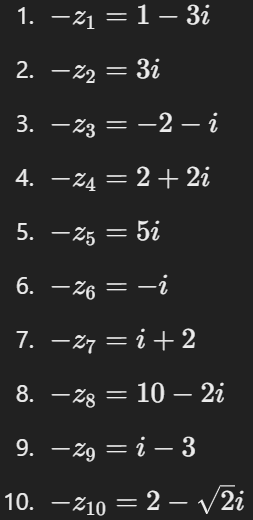 1. −z₁ = 1 − 3i
2. −z₂ = 3i
3. −z₃ = −2 − i
4. −z₄ = 2 + 2i
5. −z₅ = 5i
6. −z₆ = −i
7. −z₇ = i + 2
8. −z₈ = 10 − 2i
9. −z₉ = i − 3
10. −z₁₀ = 2 − √2i